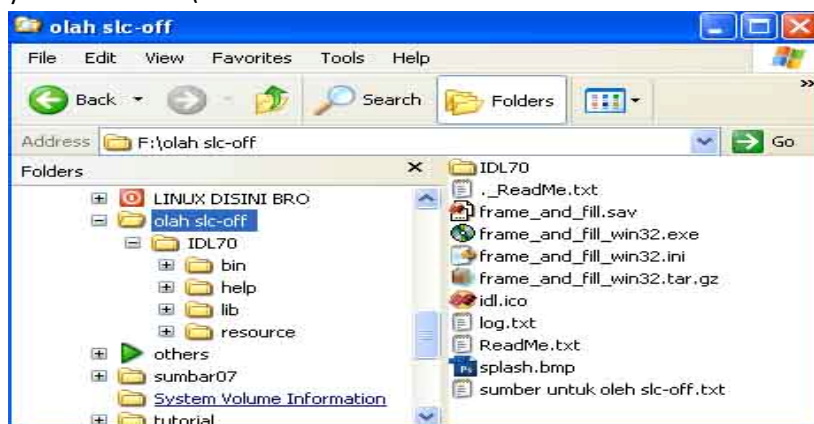 olah slc-off
File Edit View Favorites Tools Help
Back Search Folders
Address F:\olah slc-off Go
Folders
LINUX DISINI BRO
olah slc-off
IDL70
bin
help
lib
resource
others
sumbar07
System Volume Information
tutorial
IDL70
._ReadMe.txt
frame_and_fill.sav
frame_and_fill_win32.exe
frame_and_fill_win32.ini
frame_and_fill_win32.tar.gz
idl.ico
log.txt
ReadMe.txt
splash.bmp
sumber untuk oleh slc-off.txt